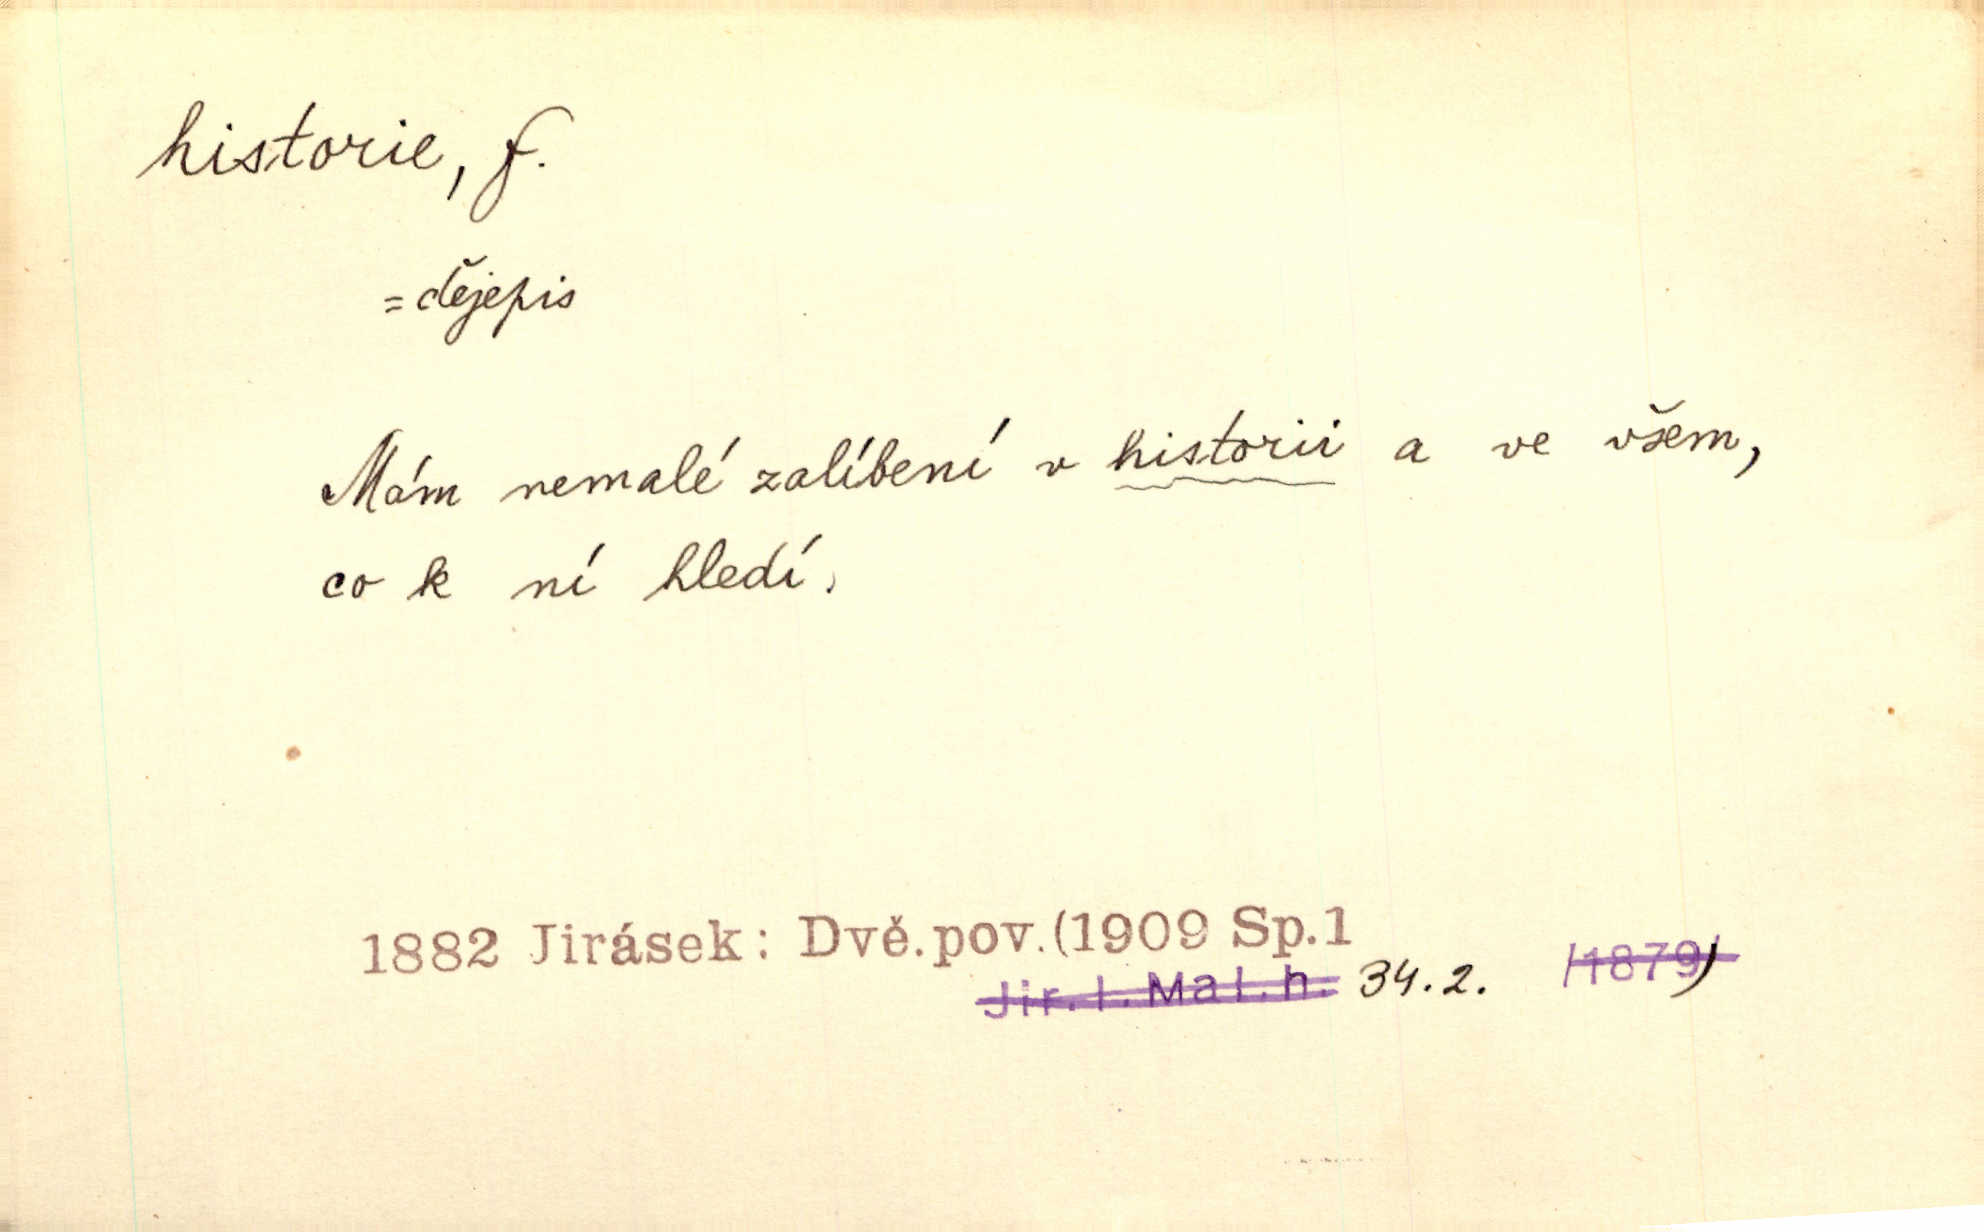 historie, f.
= dějepis
Mám nemalé zalíbení v historii a ve všem,
co k ní hledí.
1882 Jirásek: Dvě.pov.(1909 Sp.1
Jir. I. Mal. h. 34.2. /1879/)